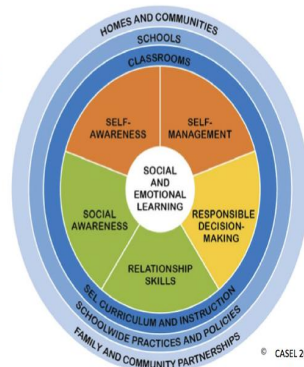 HOMES AND COMMUNITIES
SCHOOLS
CLASSROOMS
SELF-
AWARENESS
SELF-
MANAGEMENT
SOCIAL
AND
EMOTIONAL
LEARNING
SOCIAL
AWARENESS
RESPONSIBLE
DECISION-
MAKING
RELATIONSHIP
SKILLS
SEL CURRICULUM AND INSTRUCTION
SCHOOLWIDE PRACTICES AND POLICIES
FAMILY AND COMMUNITY PARTNERSHIPS
© CASEL 2